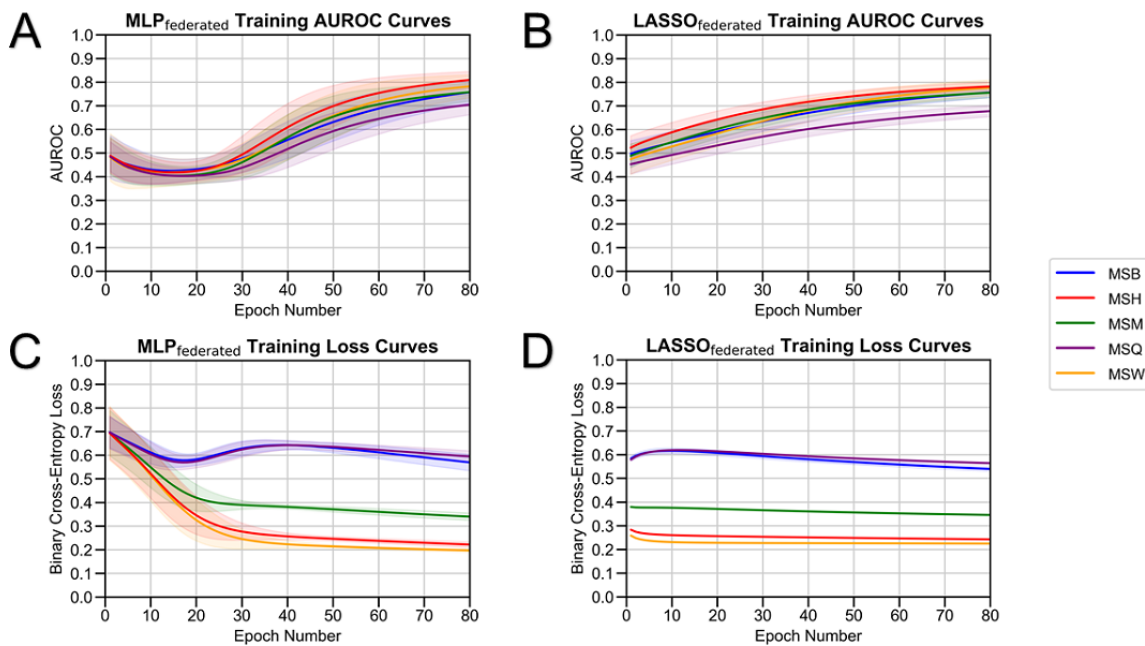 A
MLPfederated Training AUROC Curves
1.0
0.9
0.8
0.7
0.6
0.5
0.4
0.3
0.2
0.1
0.0
AUROC
0 10 20 30 40 50 60 70 80
Epoch Number
B
LASSOfederated Training AUROC Curves
1.0
0.9
0.8
0.7
0.6
0.5
0.4
0.3
0.2
0.1
0.0
AUROC
0 10 20 30 40 50 60 70 80
Epoch Number
MSB
MSH
MSM
MSQ
MSW
C
MLPfederated Training Loss Curves
1.0
0.9
0.8
0.7
0.6
0.5
0.4
0.3
0.2
0.1
0.0
Binary Cross-Entropy Loss
0 10 20 30 40 50 60 70 80
Epoch Number
D
LASSOfederated Training Loss Curves
1.0
0.9
0.8
0.7
0.6
0.5
0.4
0.3
0.2
0.1
0.0
Binary Cross-Entropy Loss
0 10 20 30 40 50 60 70 80
Epoch Number